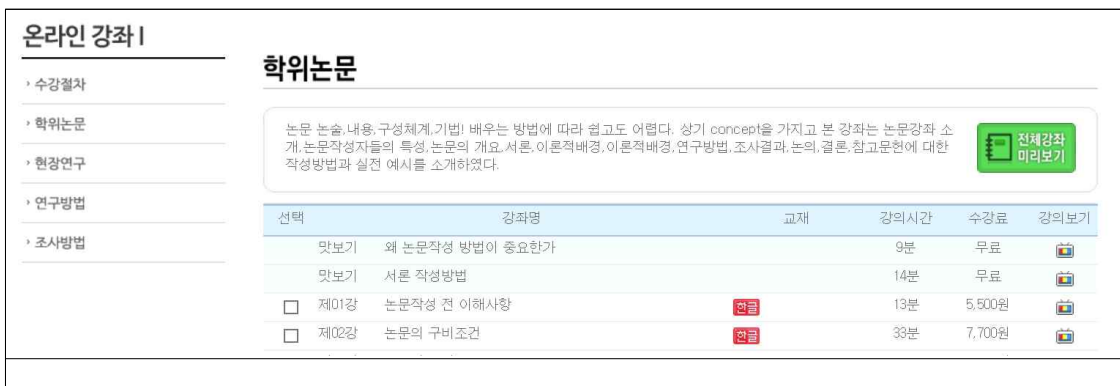 온라인 강좌 I
› 수강절차
› 학위논문
› 현장연구
› 연구방법
› 조사방법
학위논문
논문 논술,내용,구성체계,기법! 배우는 방법에 따라 쉽고도 어렵다. 상기 concept을 가지고 본 강좌는 논문강좌 소
개,논문작성자들의 특성,논문의 개요,서론,이론적배경,이론적배경,연구방법,조사결과,논의,결론,참고문헌에 대한
작성방법과 실전 예시를 소개하였다.
전체강좌
미리보기
선택 강좌명 교재 강의시간 수강료 강의보기
맛보기 왜 논문작성 방법이 중요한가 9분 무료
맛보기 서론 작성방법 14분 무료
제01강 논문작성 전 이해사항 한글 13분 5,500원
제02강 논문의 구비조건 한글 33분 7,700원